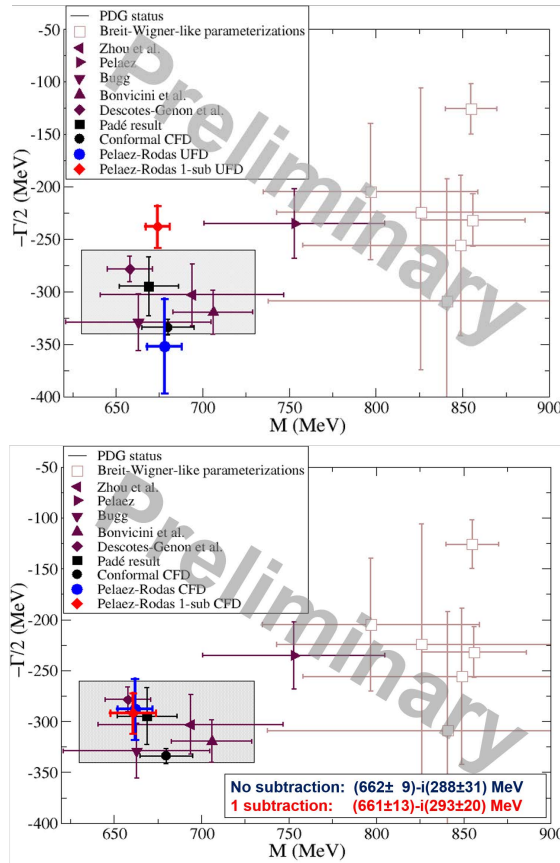 -50
PDG status
Breit-Wigner-like parameterizations
Zhou et al.
Pelaez
Bugg
Bonvicini et al.
Descotes-Genon et al.
Padé result
Conformal CFD
Pelaez-Rodas UFD
Pelaez-Rodas 1-sub UFD
Preliminary
-100
-150
-200
-250
-300
-350
-400
−Γ/2 (MeV)
650 700 750 800 850 900
M (MeV)
-50
PDG status
Breit-Wigner-like parameterizations
Zhou et al.
Pelaez
Bugg
Bonvicini et al.
Descotes-Genon et al.
Padé result
Conformal CFD
Pelaez-Rodas CFD
Pelaez-Rodas 1-sub CFD
Preliminary
-100
-150
-200
-250
-300
-350
-400
−Γ/2 (MeV)
No subtraction: (662± 9)-i(288±31) MeV
1 subtraction: (661±13)-i(293±20) MeV
650 700 750 800 850 900
M (MeV)